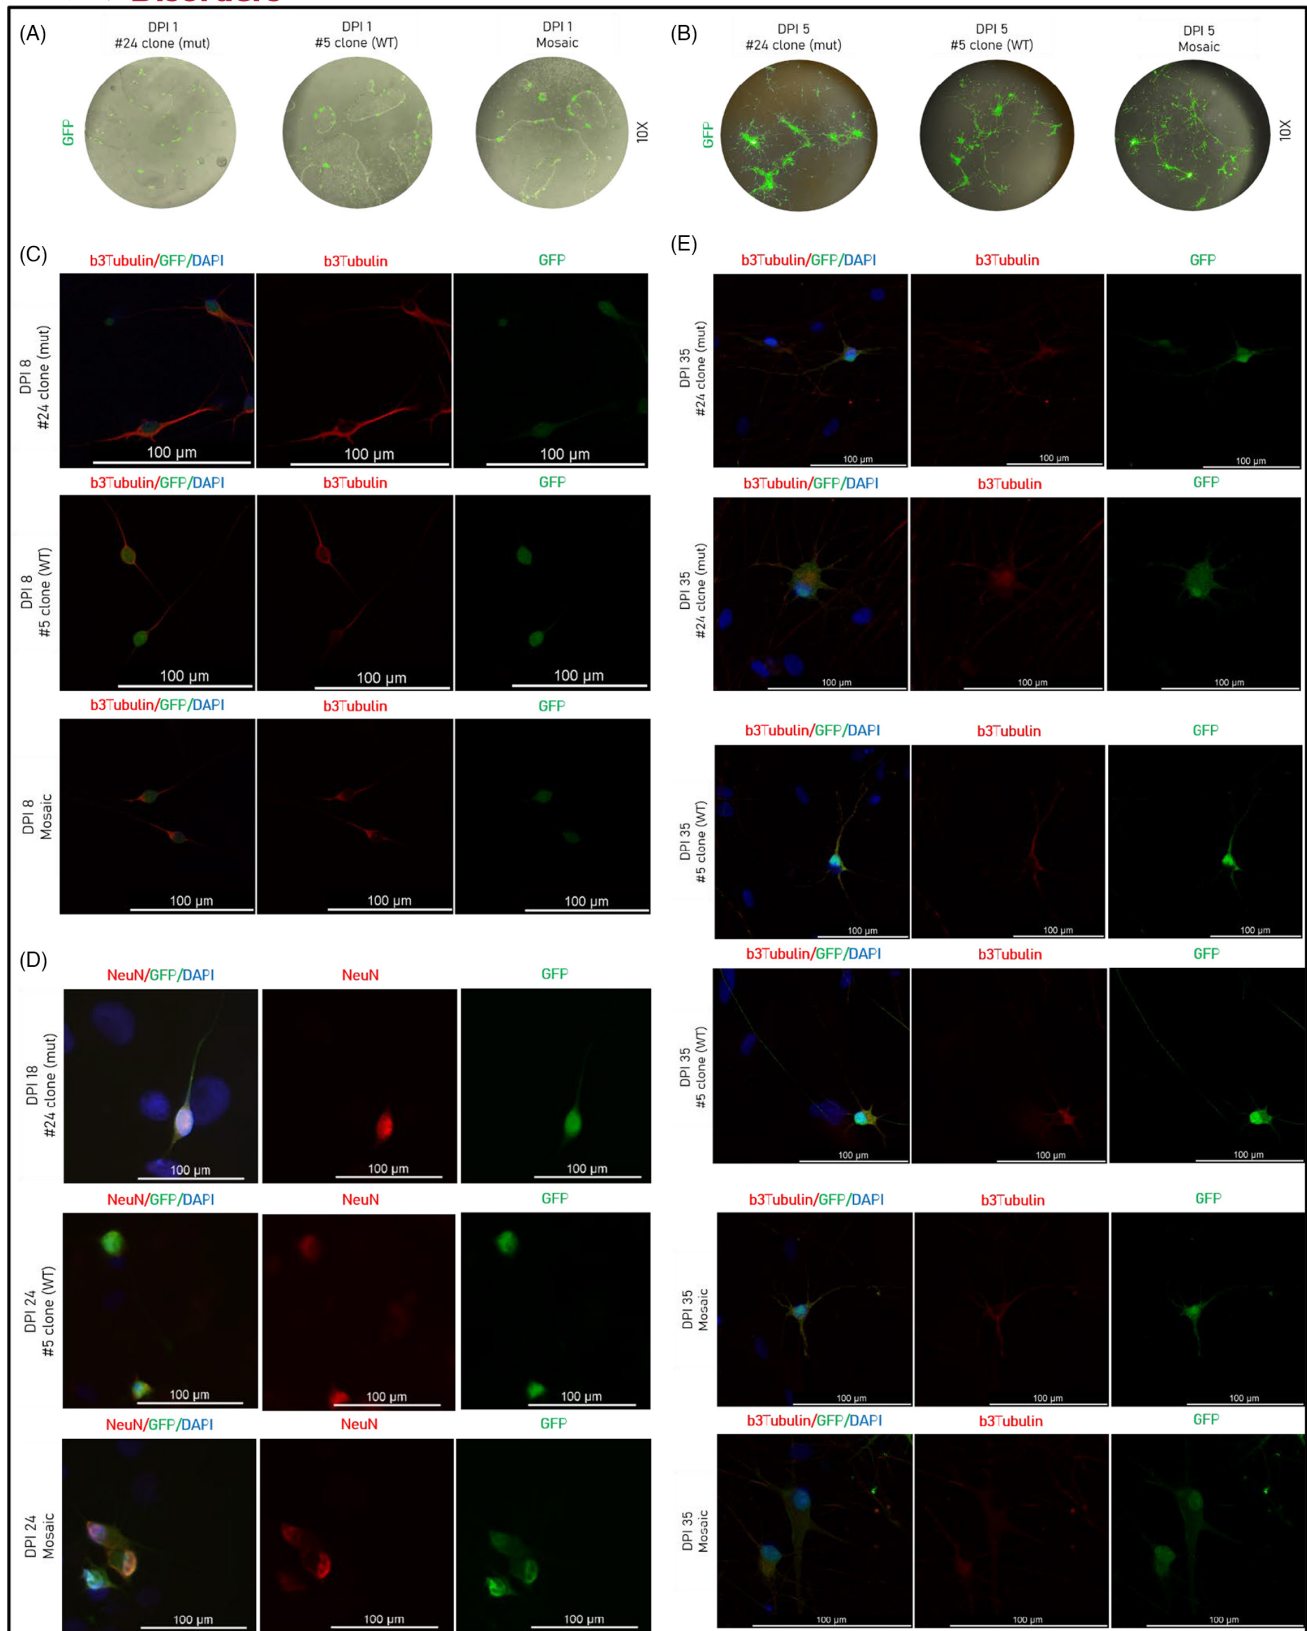 Disorders
(A)
DPI 1
#24 clone (mut)
DPI 1
#5 clone (WT)
DPI 1
Mosaic
GFP
10X
(B)
DPI 5
#24 clone (mut)
DPI 5
#5 clone (WT)
DPI 5
Mosaic
GFP
10X
(C)
b3Tubulin/GFP/DAPI
b3Tubulin
GFP
DPI 8
#24 clone (mut)
100 µm
100 µm
100 µm
b3Tubulin/GFP/DAPI
b3Tubulin
GFP
DPI 8
#5 clone (WT)
100 µm
100 µm
100 µm
b3Tubulin/GFP/DAPI
b3Tubulin
GFP
DPI 8
Mosaic
100 µm
100 µm
100 µm
(D)
NeuN/GFP/DAPI
NeuN
GFP
DPI 18
#24 clone (mut)
100 µm
100 µm
100 µm
NeuN/GFP/DAPI
NeuN
GFP
DPI 24
#5 clone (WT)
100 µm
100 µm
100 µm
NeuN/GFP/DAPI
NeuN
GFP
DPI 24
Mosaic
100 µm
100 µm
100 µm
(E)
b3Tubulin/GFP/DAPI
b3Tubulin
GFP
DPI 35
#24 clone (mut)
100 µm
100 µm
100 µm
b3Tubulin/GFP/DAPI
b3Tubulin
GFP
DPI 35
#24 clone (mut)
100 µm
100 µm
100 µm
b3Tubulin/GFP/DAPI
b3Tubulin
GFP
DPI 35
#5 clone (WT)
100 µm
100 µm
100 µm
b3Tubulin/GFP/DAPI
b3Tubulin
GFP
DPI 35
#5 clone (WT)
100 µm
100 µm
100 µm
b3Tubulin/GFP/DAPI
b3Tubulin
GFP
DPI 35
Mosaic
100 µm
100 µm
100 µm
b3Tubulin/GFP/DAPI
b3Tubulin
GFP
DPI 35
Mosaic
100 µm
100 µm
100 µm